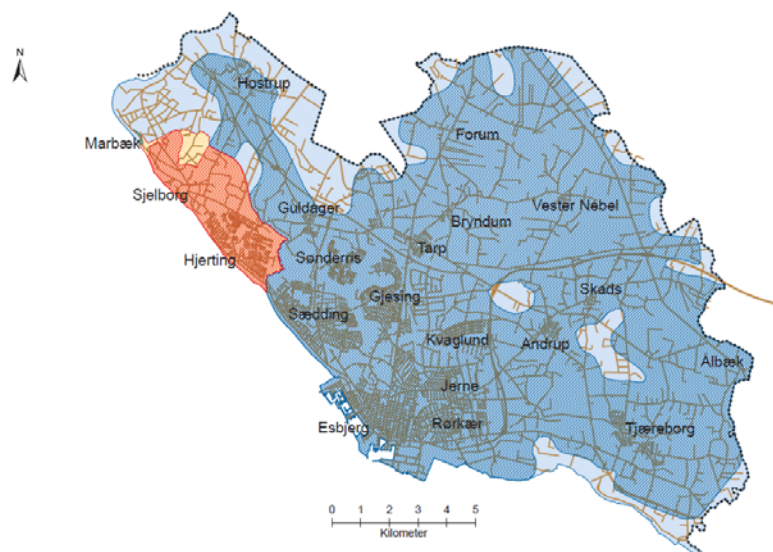 N
Hostrup
Forum
Marbæk
Sjelborg
Guldager
Vester Nebel
Bryndum
Tarp
Hjerting
Sønderris
Gjesing
Skads
Sædding
Kvaglund
Andrup
Albæk
Jerne
Esbjerg
Rørkær
Tjæreborg
0 1 2 3 4 5
Kilometer